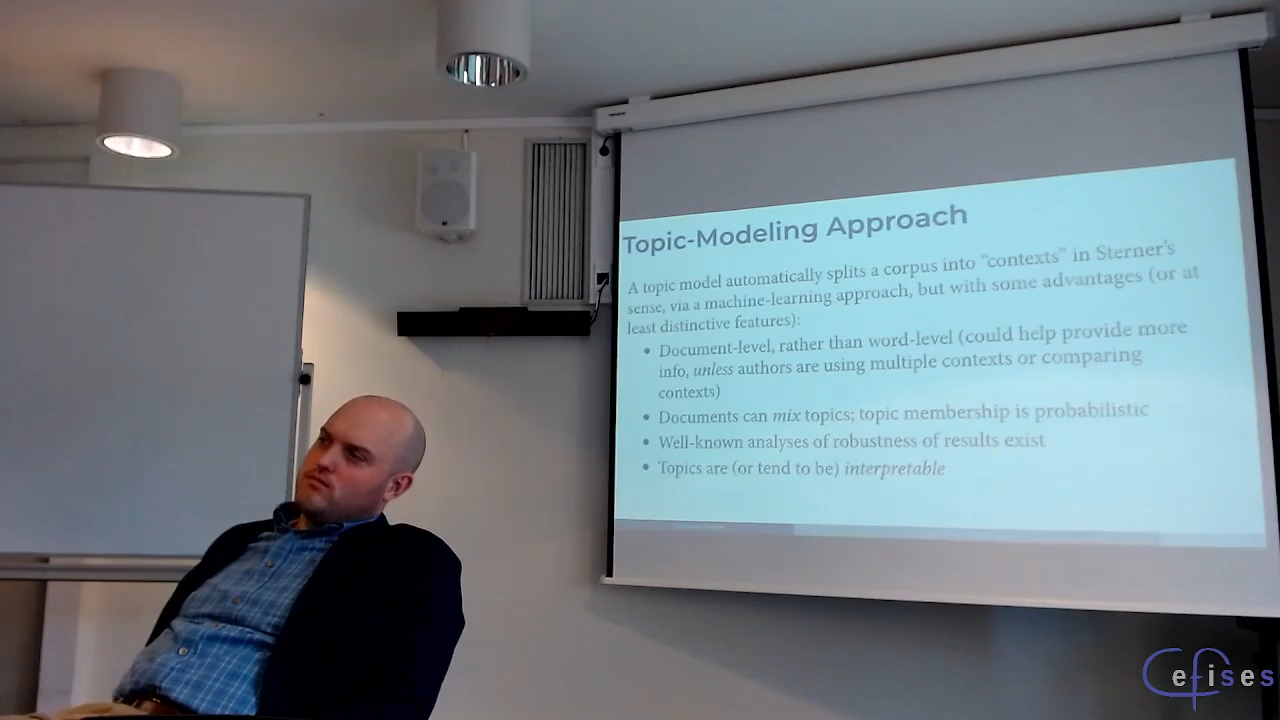 Topic-Modeling Approach
A topic model automatically splits a corpus into “contexts” in Sterner’s
sense, via a machine-learning approach, but with some advantages (or at
least distinctive features):
• Document-level, rather than word-level (could help provide more
info, unless authors are using multiple contexts or comparing
contexts)
• Documents can mix topics; topic membership is probabilistic
• Well-known analyses of robustness of results exist
• Topics are (or tend to be) interpretable
Cefises